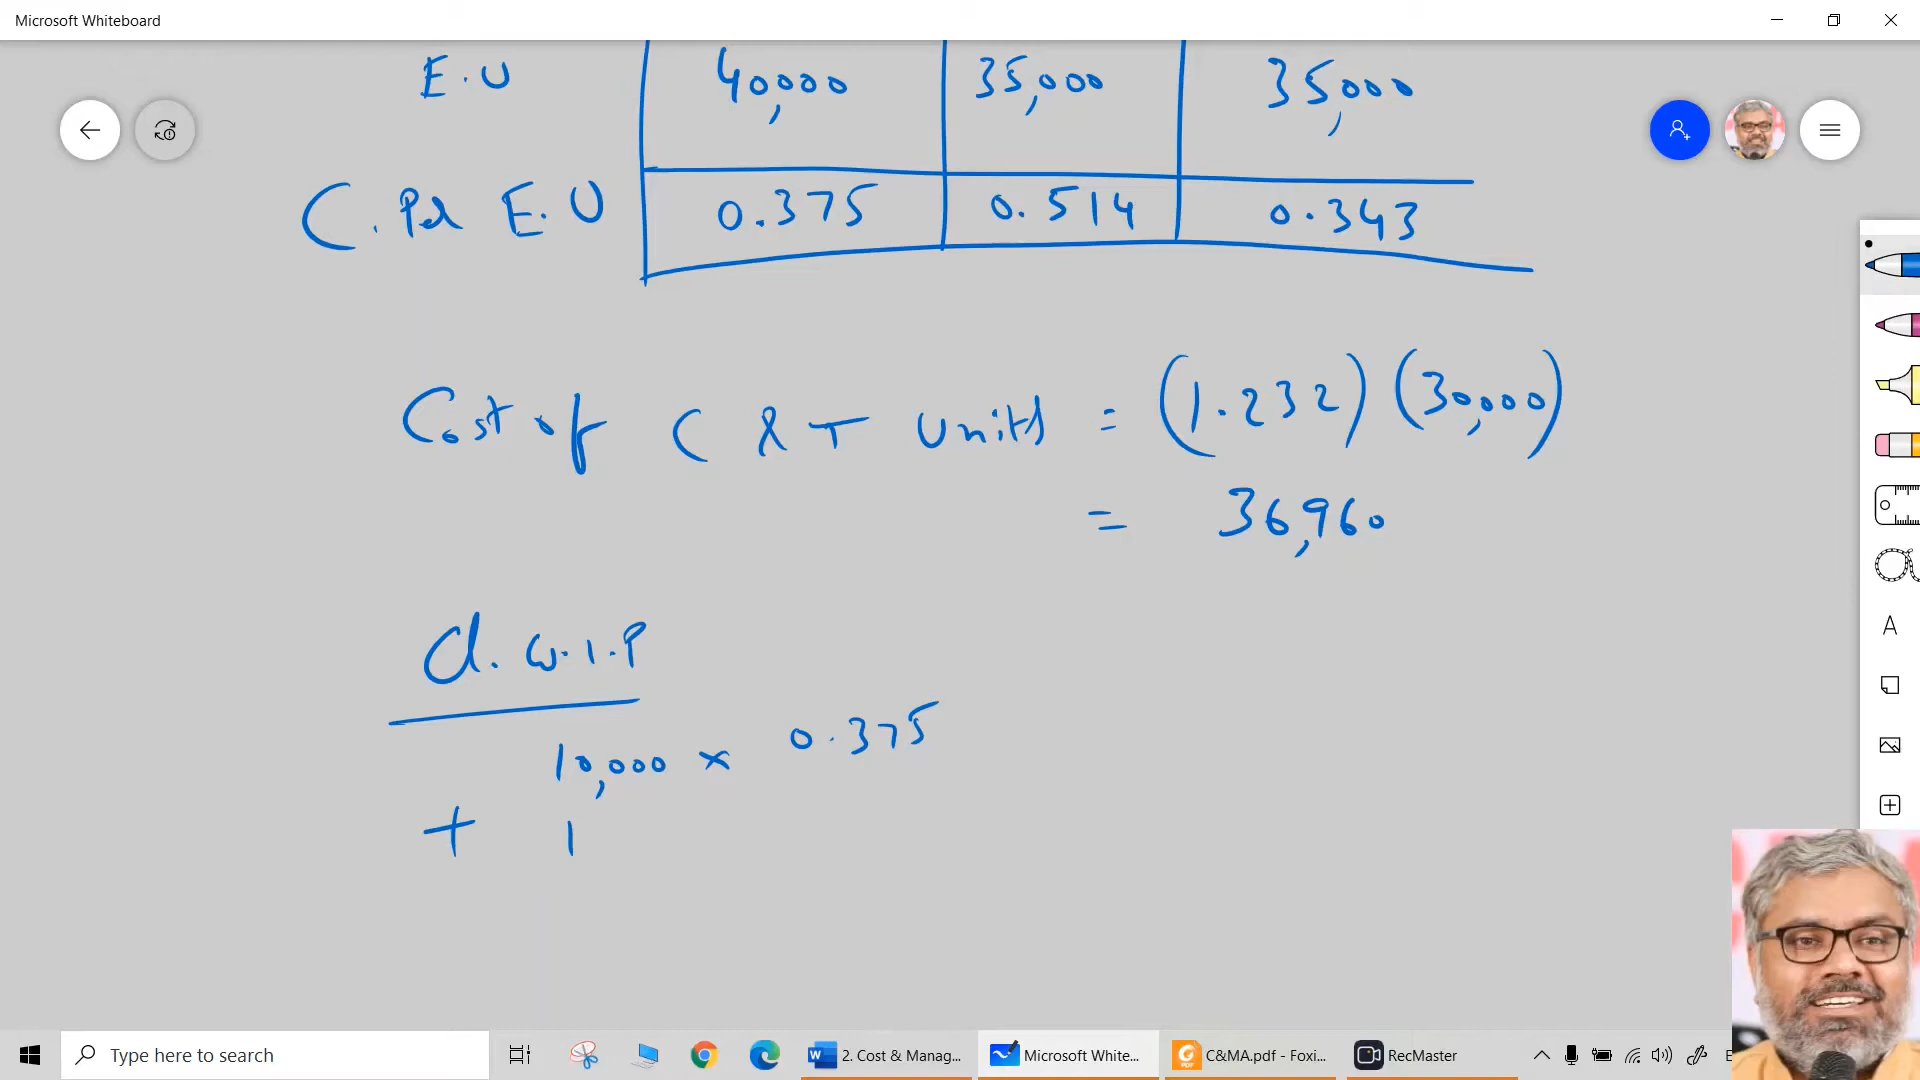 Microsoft Whiteboard
E.U 40,000 35,000 35,000
C. Per E.U 0.375 0.514 0.343
Cost of C & T units = (1.232) (30,000)
= 36,960
cl. W.I.P
10,000 × 0.375
+ 1
A
Type here to search
2. Cost & Manag...
Microsoft White...
C&MA.pdf - Foxi...
RecMaster